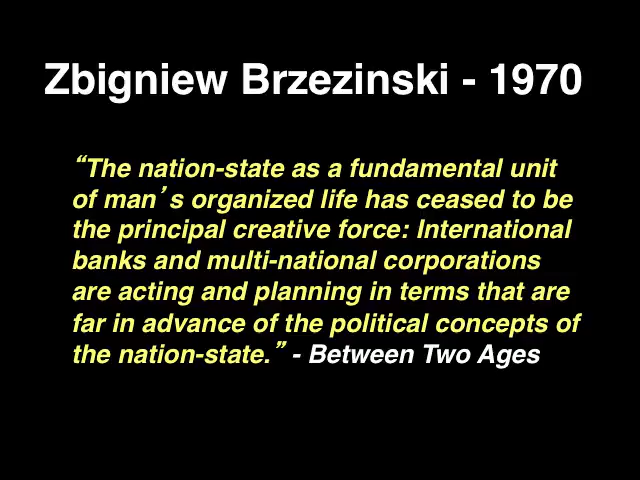 Zbigniew Brzezinski - 1970
“The nation-state as a fundamental unit
of man’s organized life has ceased to be
the principal creative force: International
banks and multi-national corporations
are acting and planning in terms that are
far in advance of the political concepts of
the nation-state.” - Between Two Ages